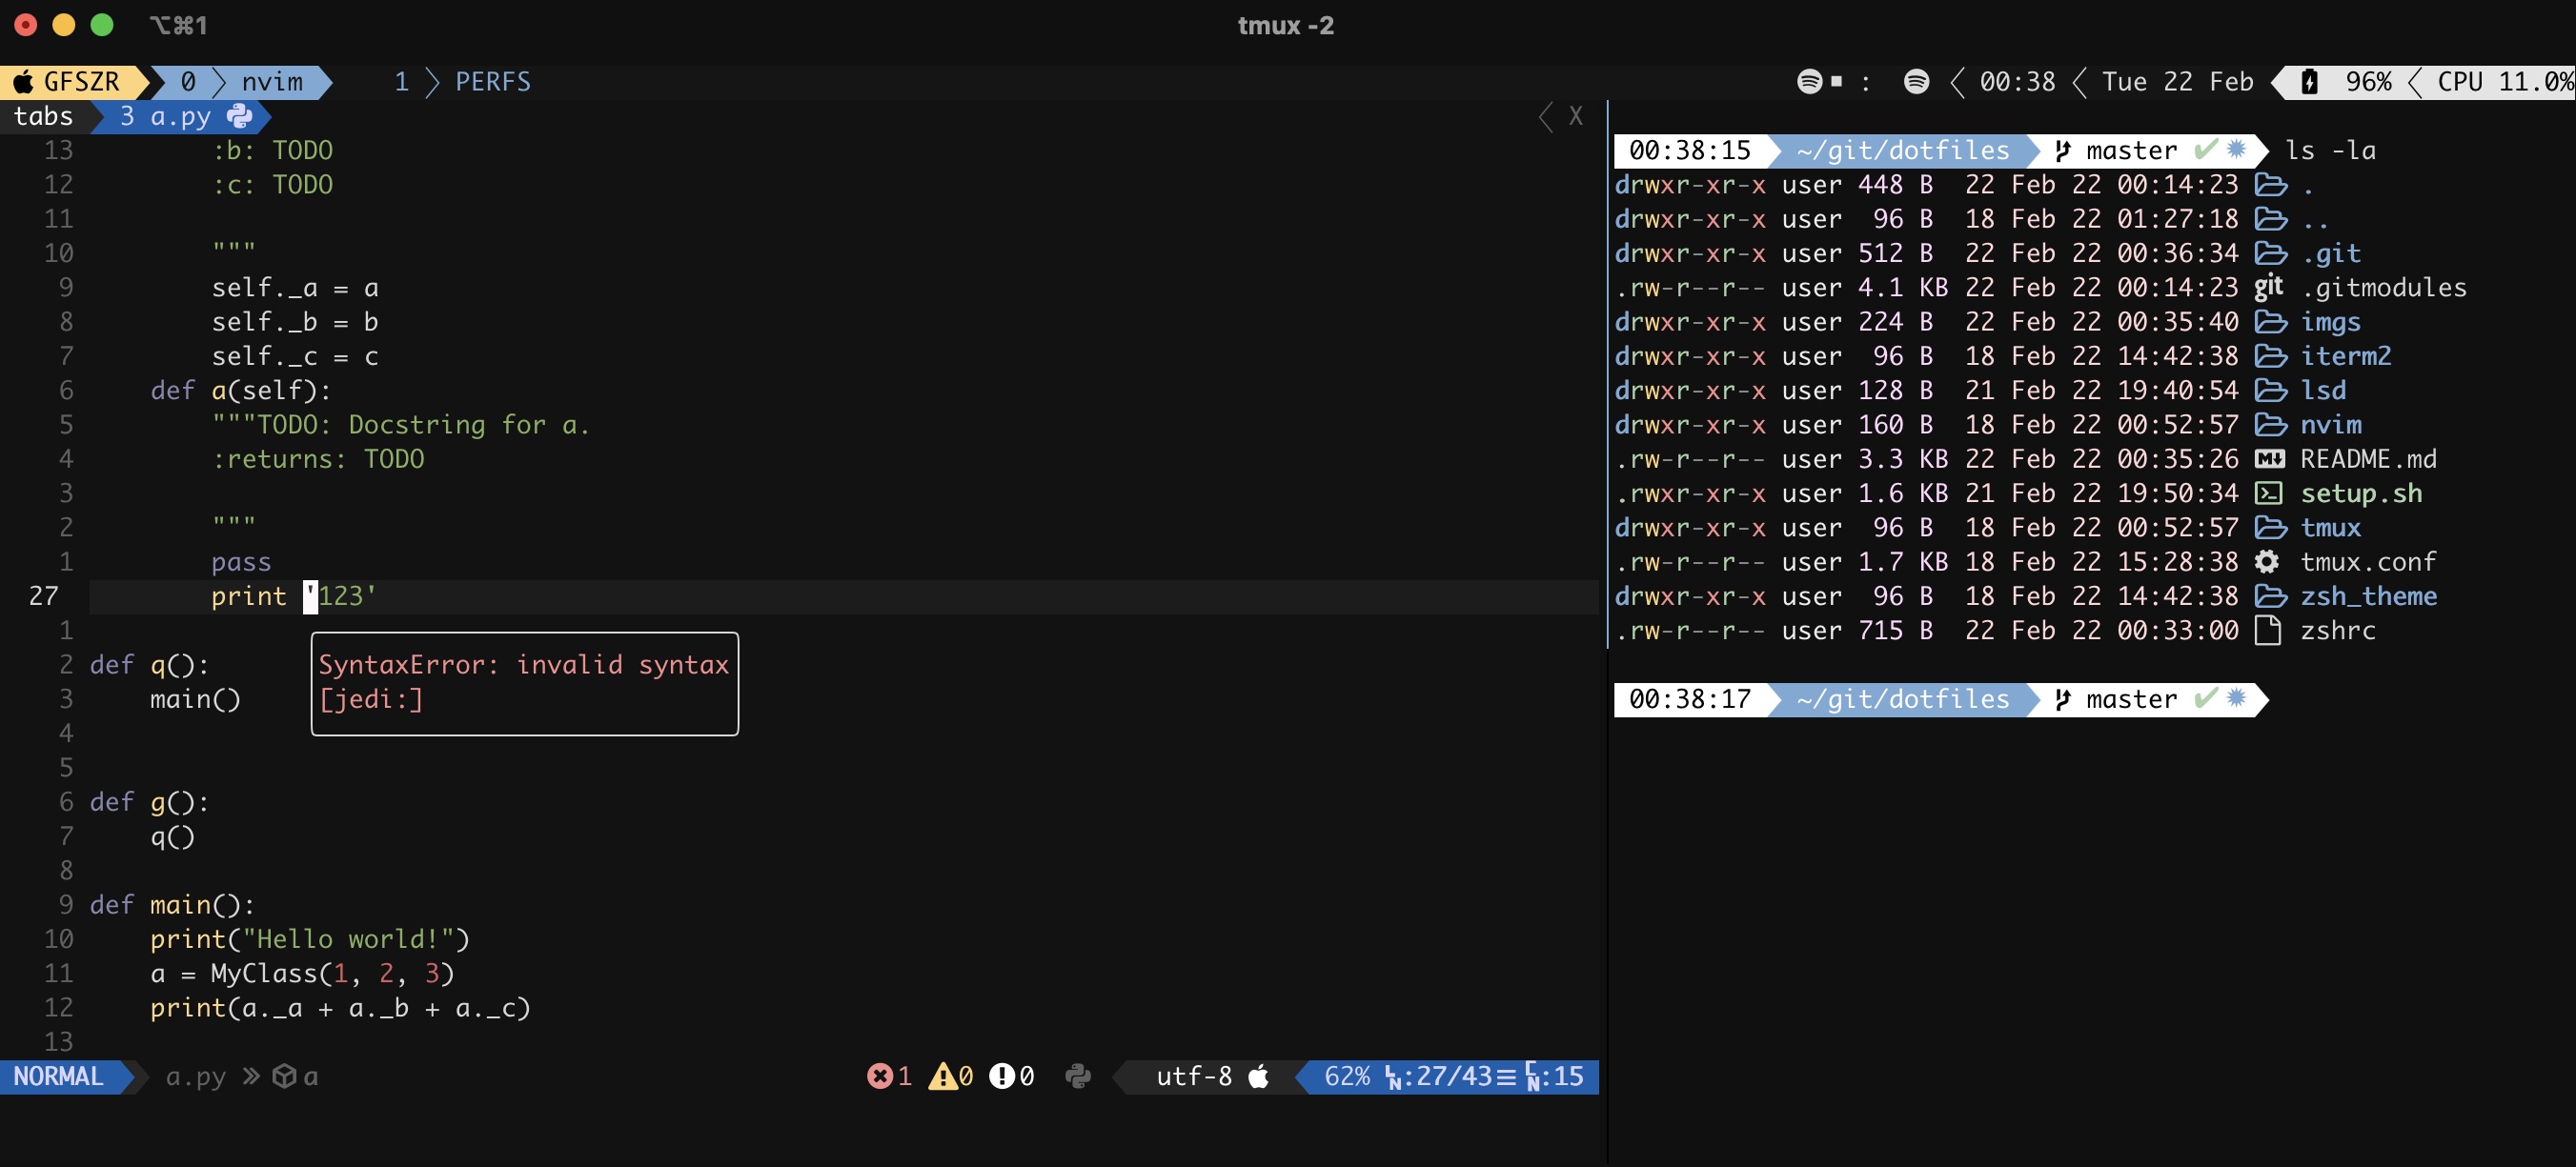 ⌥⌘1
tmux -2
GFSZR 0 nvim 1 PERFS
: 00:38 Tue 22 Feb 96% CPU 11.0%
tabs 3 a.py X
13 :b: TODO
12 :c: TODO
11
10 """
9 self._a = a
8 self._b = b
7 self._c = c
6 def a(self):
5 """TODO: Docstring for a.
4 :returns: TODO
3
2 """
1 pass
27 print '123'
1
2 def q():
3 main()
4
5
6 def g():
7 q()
8
9 def main():
10 print("Hello world!")
11 a = MyClass(1, 2, 3)
12 print(a._a + a._b + a._c)
13
SyntaxError: invalid syntax
[jedi:]
NORMAL a.py » a 1 0 0 utf-8 62% LN:27/43≡ CN:15
00:38:15 ~/git/dotfiles master ✔ ls -la
drwxr-xr-x user 448 B 22 Feb 22 00:14:23 .
drwxr-xr-x user 96 B 18 Feb 22 01:27:18 ..
drwxr-xr-x user 512 B 22 Feb 22 00:36:34 .git
.rw-r--r-- user 4.1 KB 22 Feb 22 00:14:23 git .gitmodules
drwxr-xr-x user 224 B 22 Feb 22 00:35:40 imgs
drwxr-xr-x user 96 B 18 Feb 22 14:42:38 iterm2
drwxr-xr-x user 128 B 21 Feb 22 19:40:54 lsd
drwxr-xr-x user 160 B 18 Feb 22 00:52:57 nvim
.rw-r--r-- user 3.3 KB 22 Feb 22 00:35:26 README.md
.rwxr-xr-x user 1.6 KB 21 Feb 22 19:50:34 setup.sh
drwxr-xr-x user 96 B 18 Feb 22 00:52:57 tmux
.rw-r--r-- user 1.7 KB 18 Feb 22 15:28:38 tmux.conf
drwxr-xr-x user 96 B 18 Feb 22 14:42:38 zsh_theme
.rw-r--r-- user 715 B 22 Feb 22 00:33:00 zshrc
00:38:17 ~/git/dotfiles master ✔